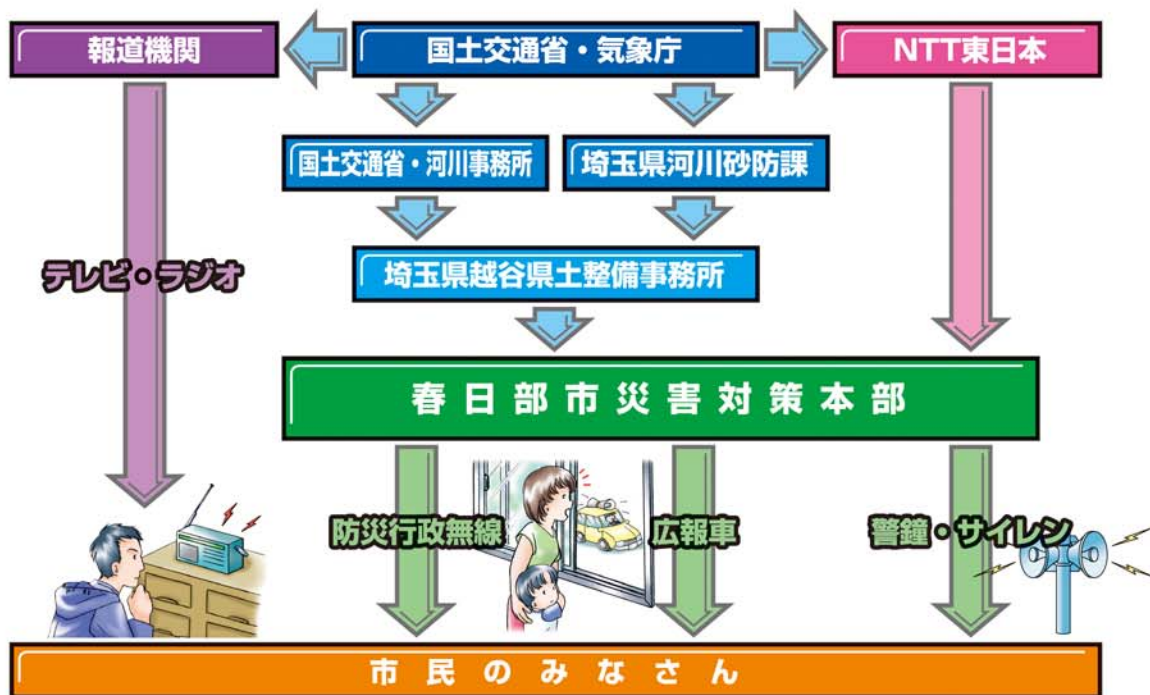 報道機関
国土交通省・気象庁
NTT東日本
国土交通省・河川事務所
埼玉県河川砂防課
テレビ・ラジオ
埼玉県越谷県土整備事務所
春日部市災害対策本部
防災行政無線
広報車
警鐘・サイレン
市民のみなさん